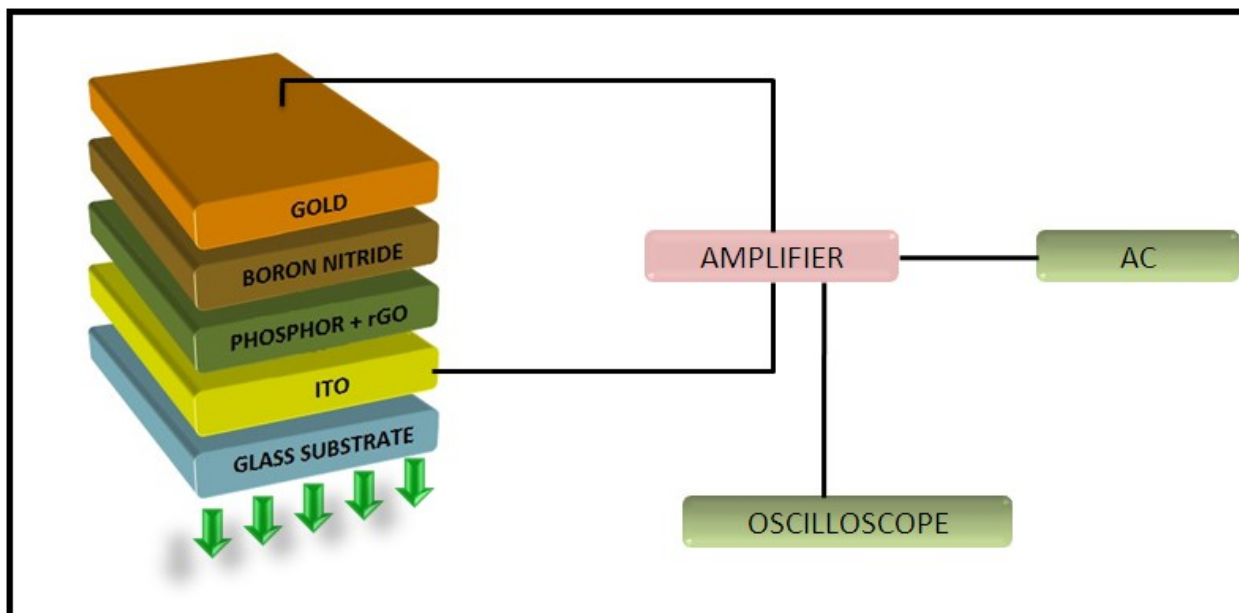 GOLD
BORON NITRIDE
PHOSPHOR + rGO
ITO
GLASS SUBSTRATE
AMPLIFIER
AC
OSCILLOSCOPE